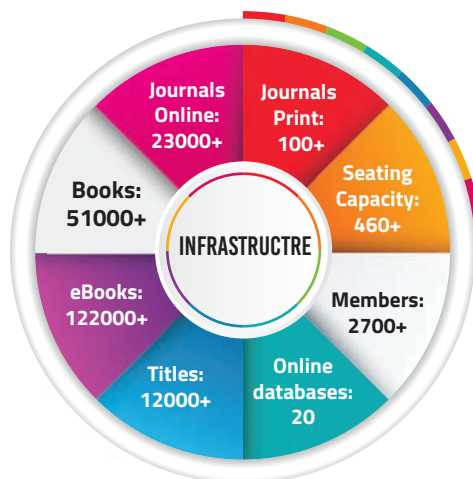 Journals
Print:
100+
Seating
Capacity:
460+
Members:
2700+
Online
databases:
20
Titles:
12000+
eBooks:
122000+
Books:
51000+
Journals
Online:
23000+
INFRASTRUCTRE